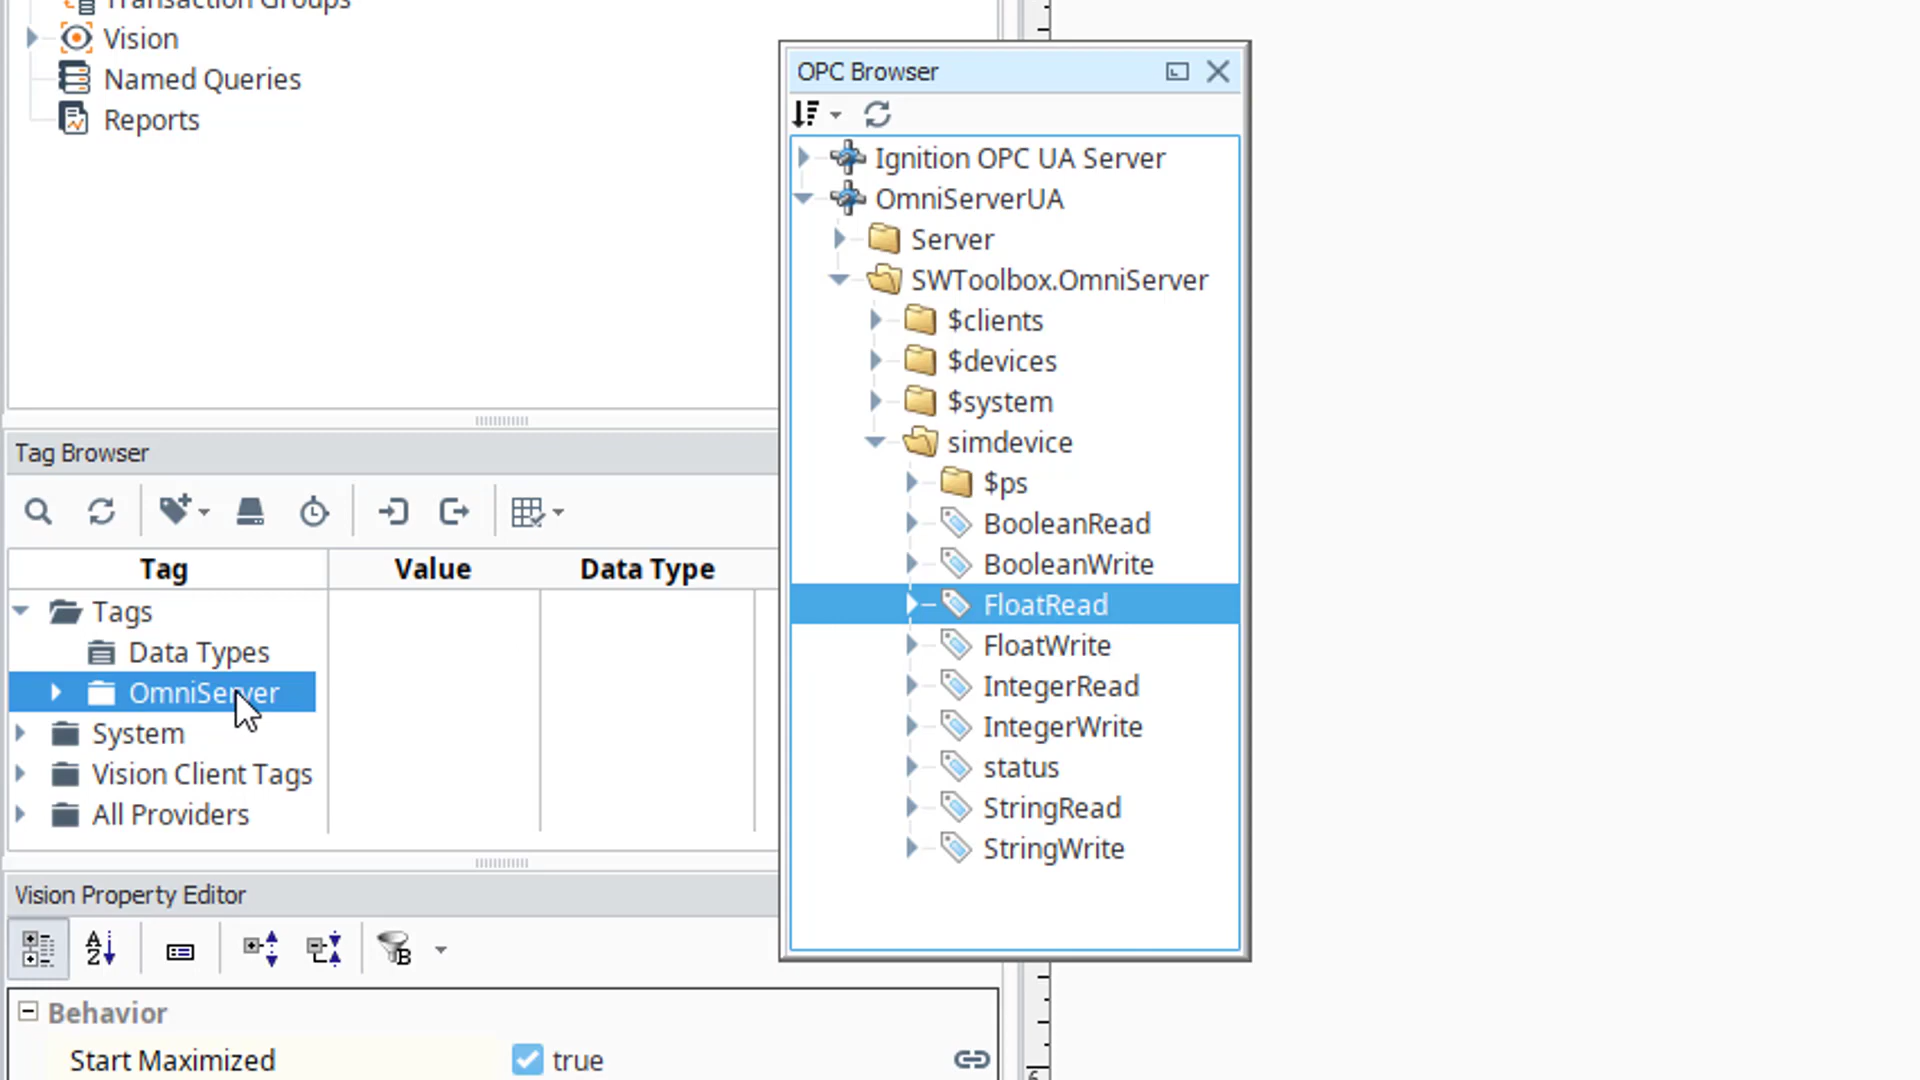 Transaction Groups
Vision
Named Queries
Reports
Tag Browser
Tag Value Data Type
Tags
Data Types
OmniServer
System
Vision Client Tags
All Providers
Vision Property Editor
Behavior
Start Maximized true
OPC Browser
Ignition OPC UA Server
OmniServerUA
Server
SWToolbox.OmniServer
$clients
$devices
$system
simdevice
$ps
BooleanRead
BooleanWrite
FloatRead
FloatWrite
IntegerRead
IntegerWrite
status
StringRead
StringWrite